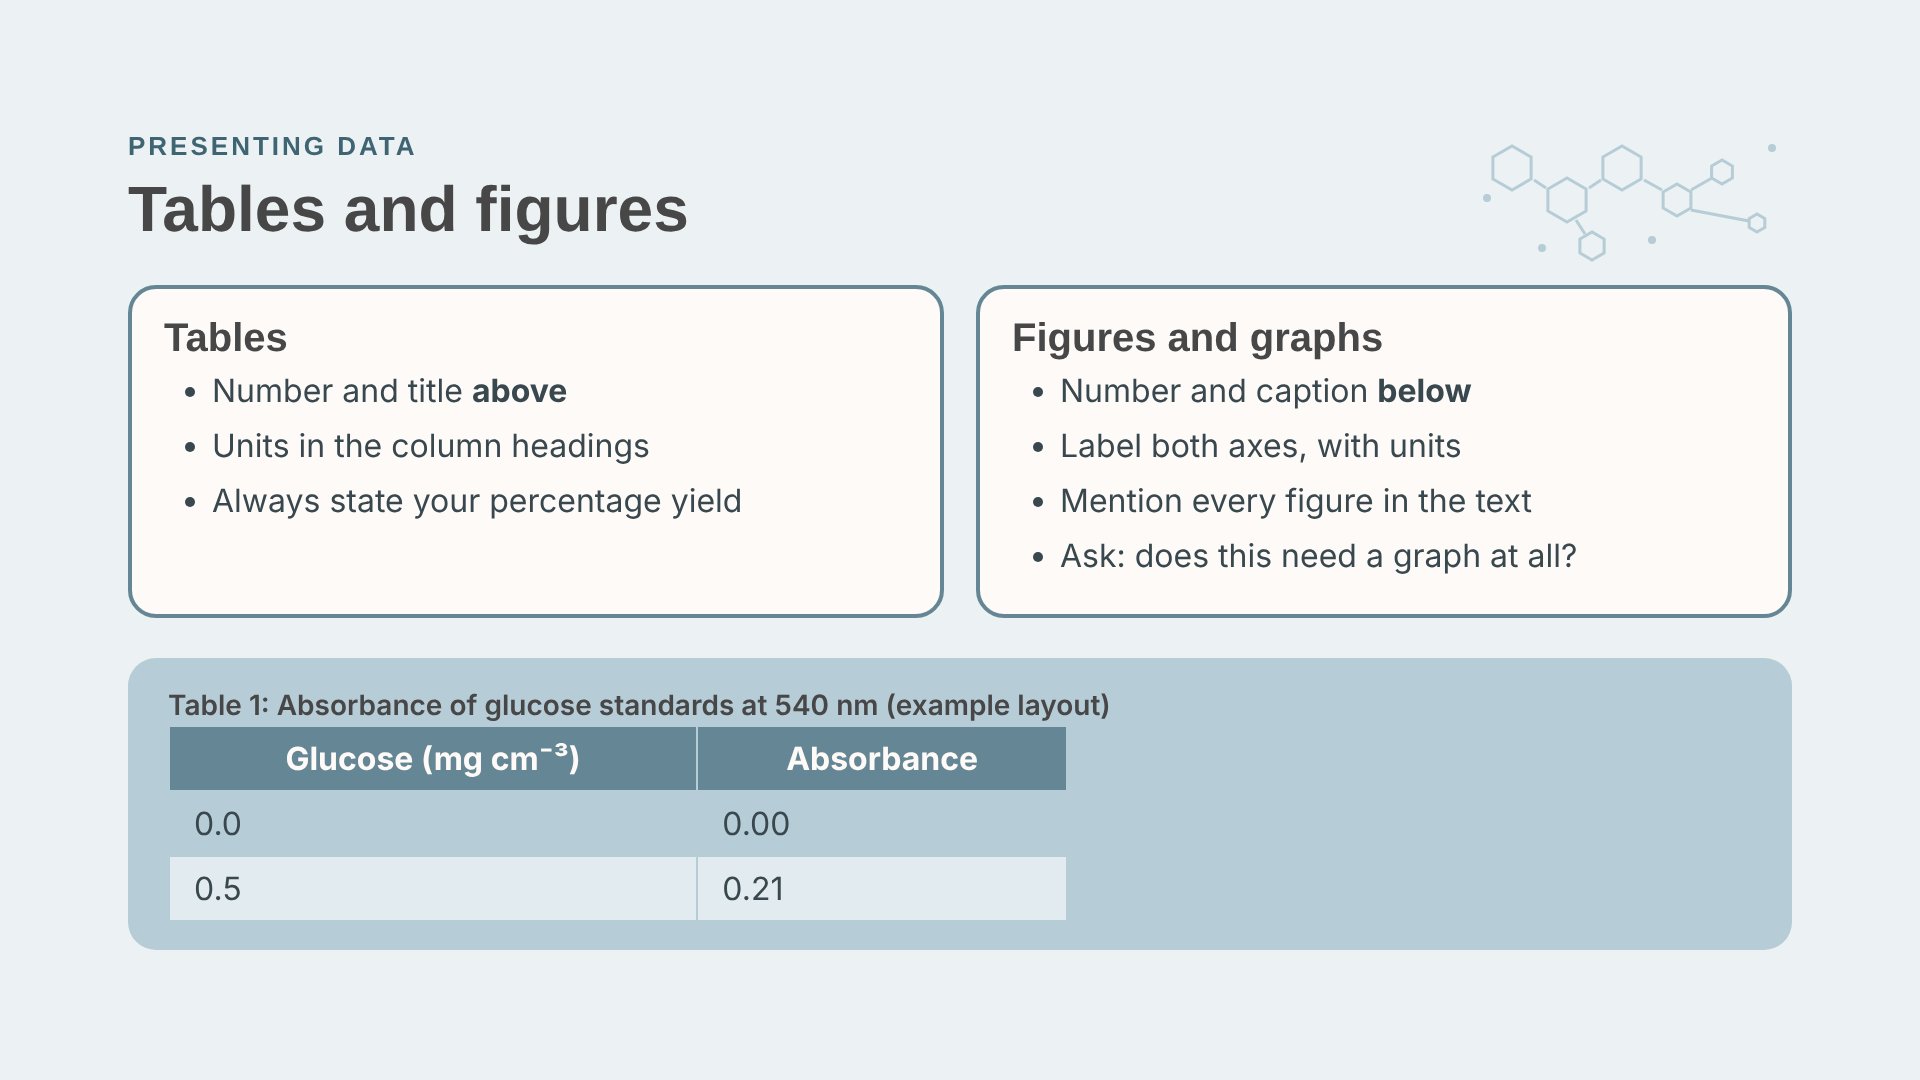 PRESENTING DATA
Tables and figures
Tables
• Number and title above
• Units in the column headings
• Always state your percentage yield
Figures and graphs
• Number and caption below
• Label both axes, with units
• Mention every figure in the text
• Ask: does this need a graph at all?
Table 1: Absorbance of glucose standards at 540 nm (example layout)
Glucose (mg cm⁻³) Absorbance
0.0 0.00
0.5 0.21